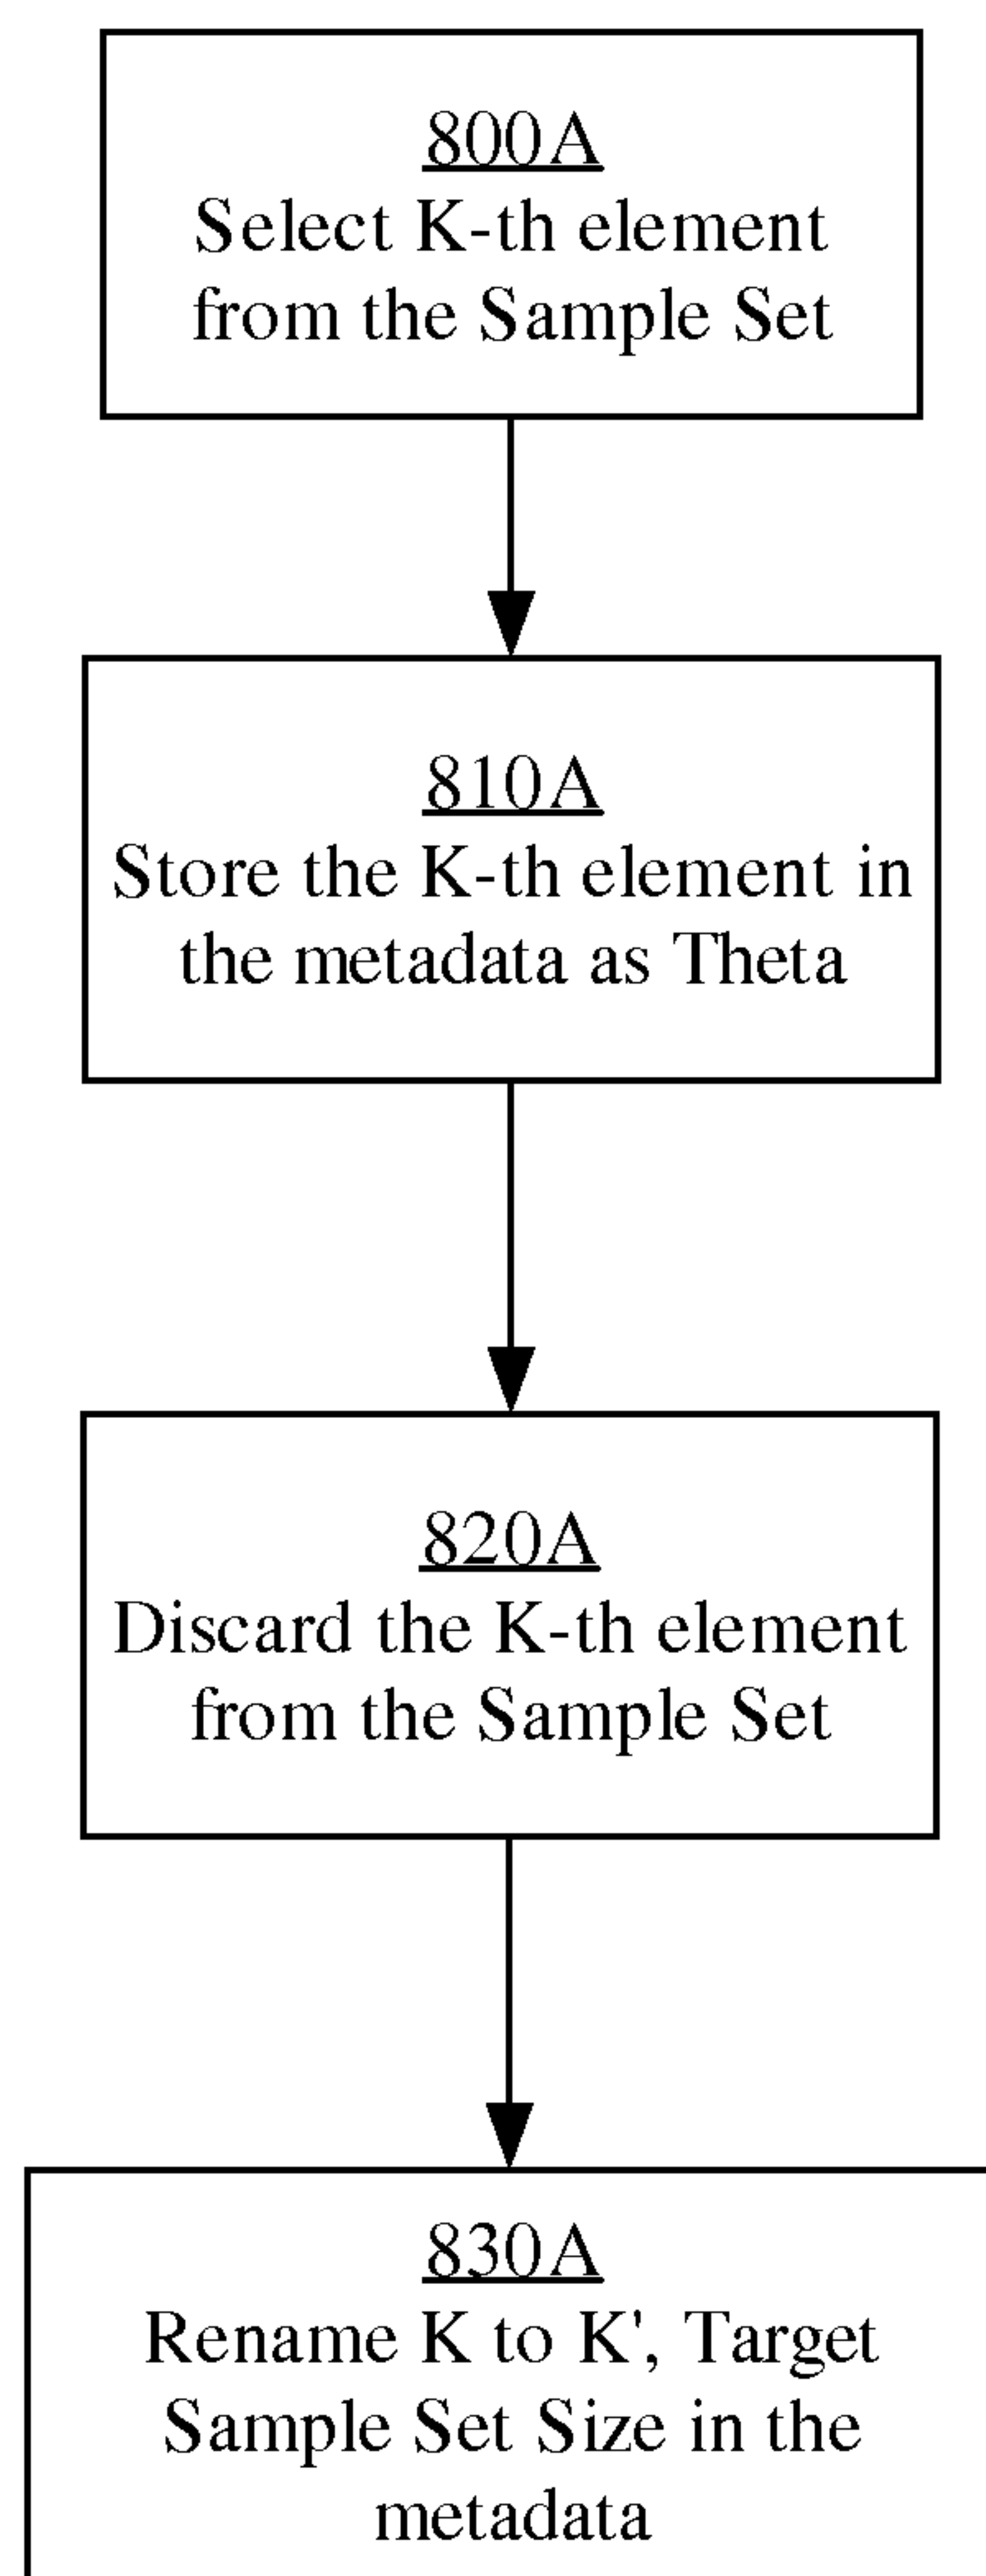 800A
Select K-th element
from the Sample Set
810A
Store the K-th element in
the metadata as Theta
820A
Discard the K-th element
from the Sample Set
830A
Rename K to K', Target
Sample Set Size in the
metadata